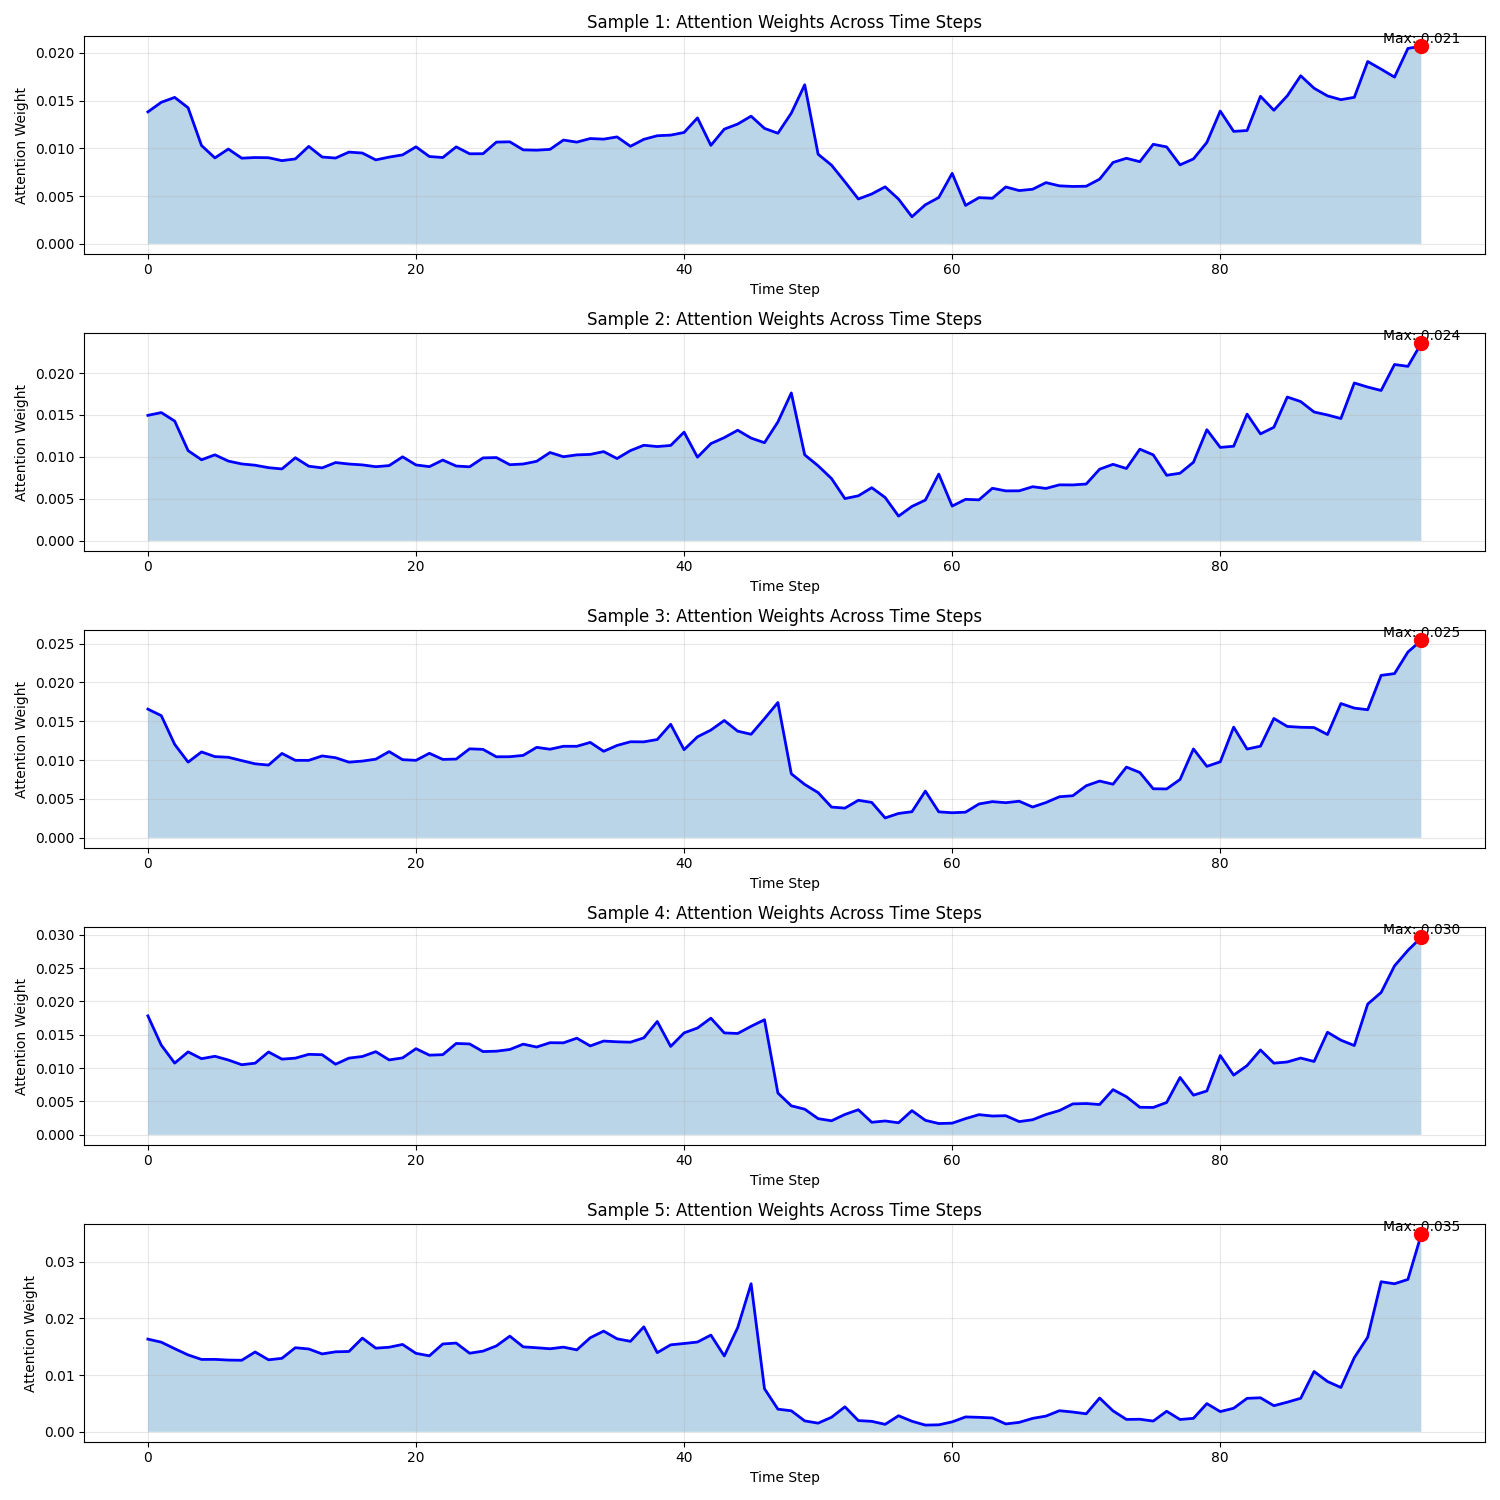 Sample 1: Attention Weights Across Time Steps
Max: 0.021
Attention Weight
0.020
0.015
0.010
0.005
0.000
0 20 40 60 80
Time Step
Sample 2: Attention Weights Across Time Steps
Max: 0.024
Attention Weight
0.020
0.015
0.010
0.005
0.000
0 20 40 60 80
Time Step
Sample 3: Attention Weights Across Time Steps
Max: 0.025
Attention Weight
0.025
0.020
0.015
0.010
0.005
0.000
0 20 40 60 80
Time Step
Sample 4: Attention Weights Across Time Steps
Max: 0.030
Attention Weight
0.030
0.025
0.020
0.015
0.010
0.005
0.000
0 20 40 60 80
Time Step
Sample 5: Attention Weights Across Time Steps
Max: 0.035
Attention Weight
0.03
0.02
0.01
0.00
0 20 40 60 80
Time Step